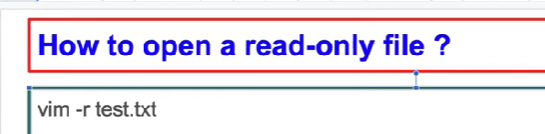 How to open a read-only file ?
vim -r test.txt